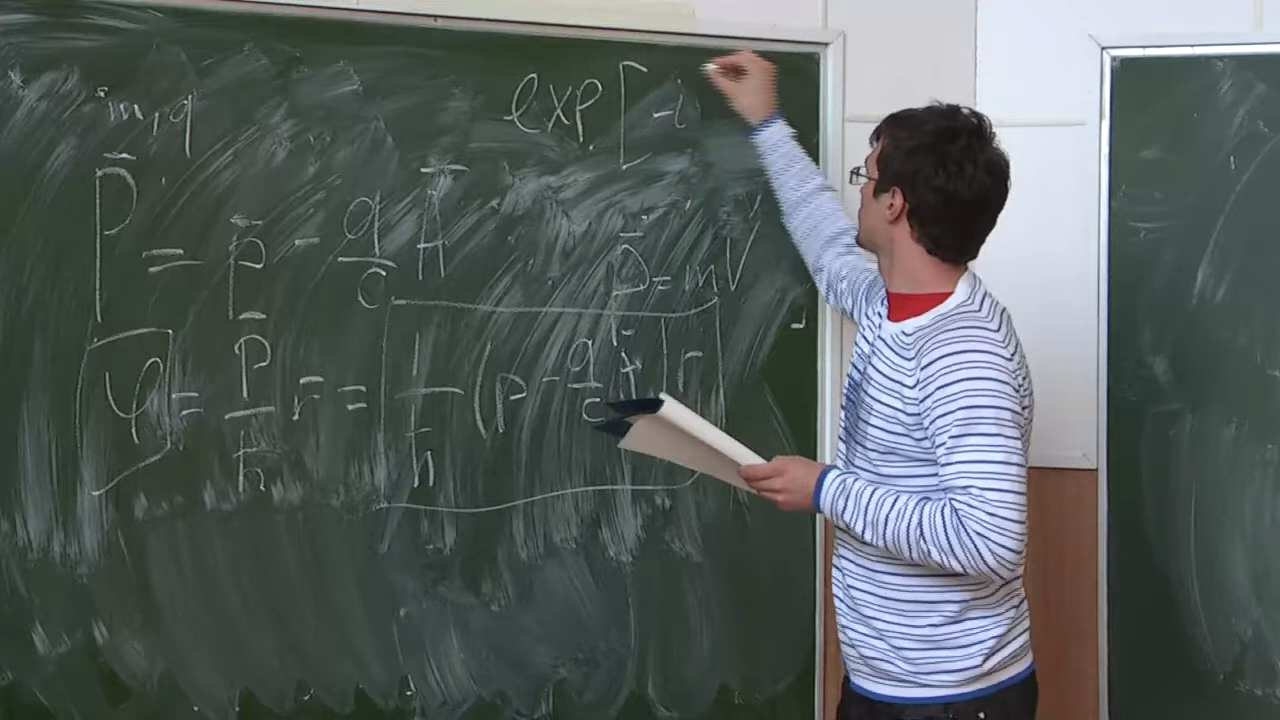 exp [ -i
m, q
P̄ = p̄ - q/c Ā
p̄ = mV
φ = p̄/ħ r = 1/ħ (p - q/c Ā) r